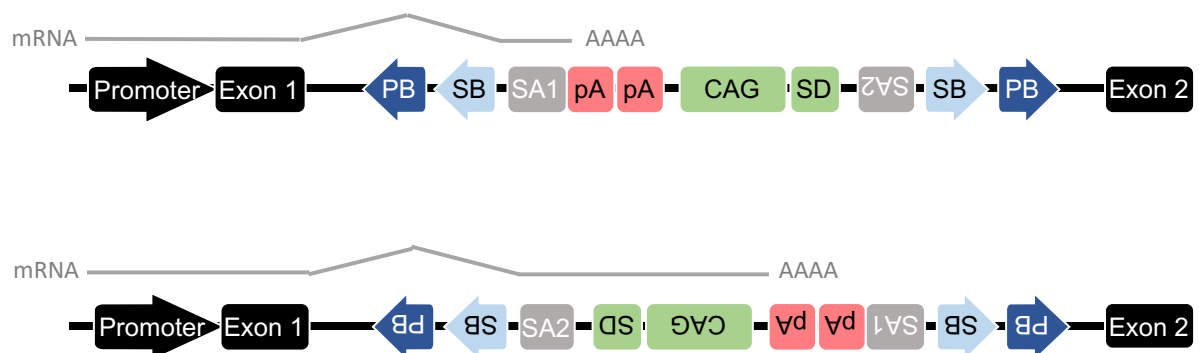 mRNA AAAA
Promoter Exon 1 PB SB SA1 pA pA CAG SD SA2 SB PB Exon 2
mRNA AAAA
Promoter Exon 1 PB SB SA2 SD CAG pA pA SA1 SB PB Exon 2